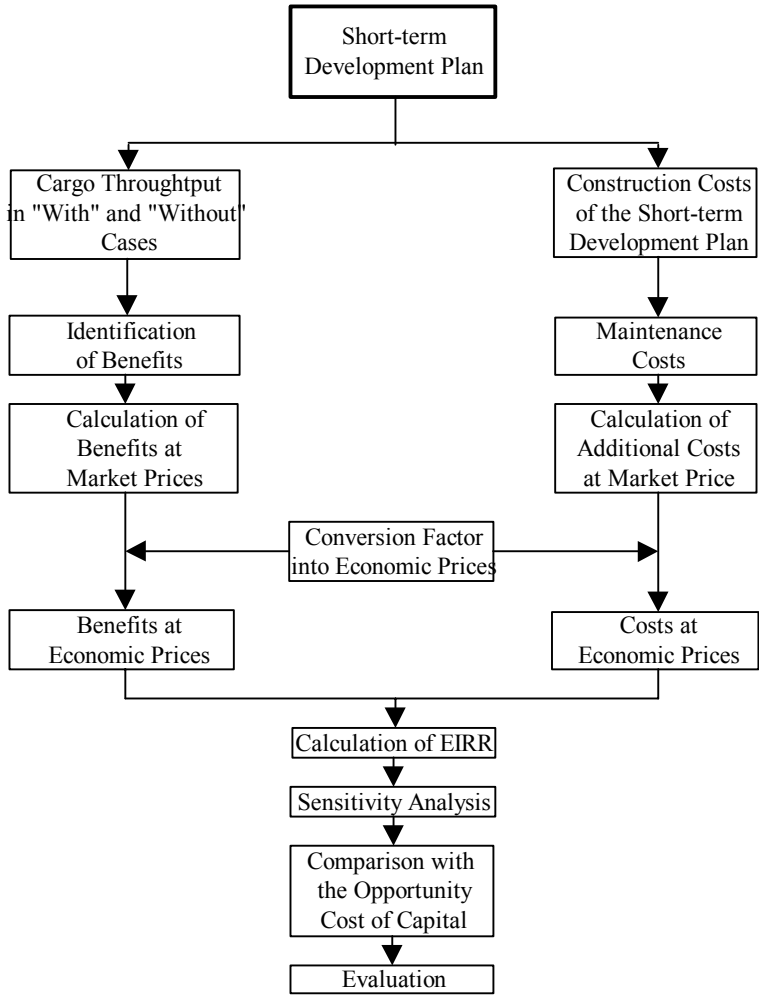 Short-term
Development Plan
Cargo Throughtput
in "With" and "Without"
Cases
Construction Costs
of the Short-term
Development Plan
Identification
of Benefits
Maintenance
Costs
Calculation of
Benefits at
Market Prices
Calculation of
Additional Costs
at Market Price
Conversion Factor
into Economic Prices
Benefits at
Economic Prices
Costs at
Economic Prices
Calculation of EIRR
Sensitivity Analysis
Comparison with
the Opportunity
Cost of Capital
Evaluation